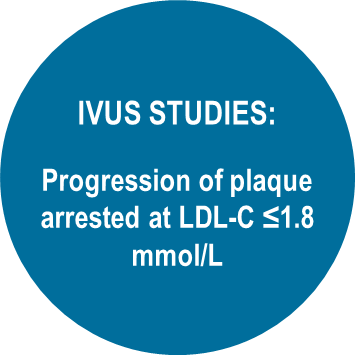 IVUS STUDIES:
Progression of plaque
arrested at LDL-C ≤1.8
mmol/L